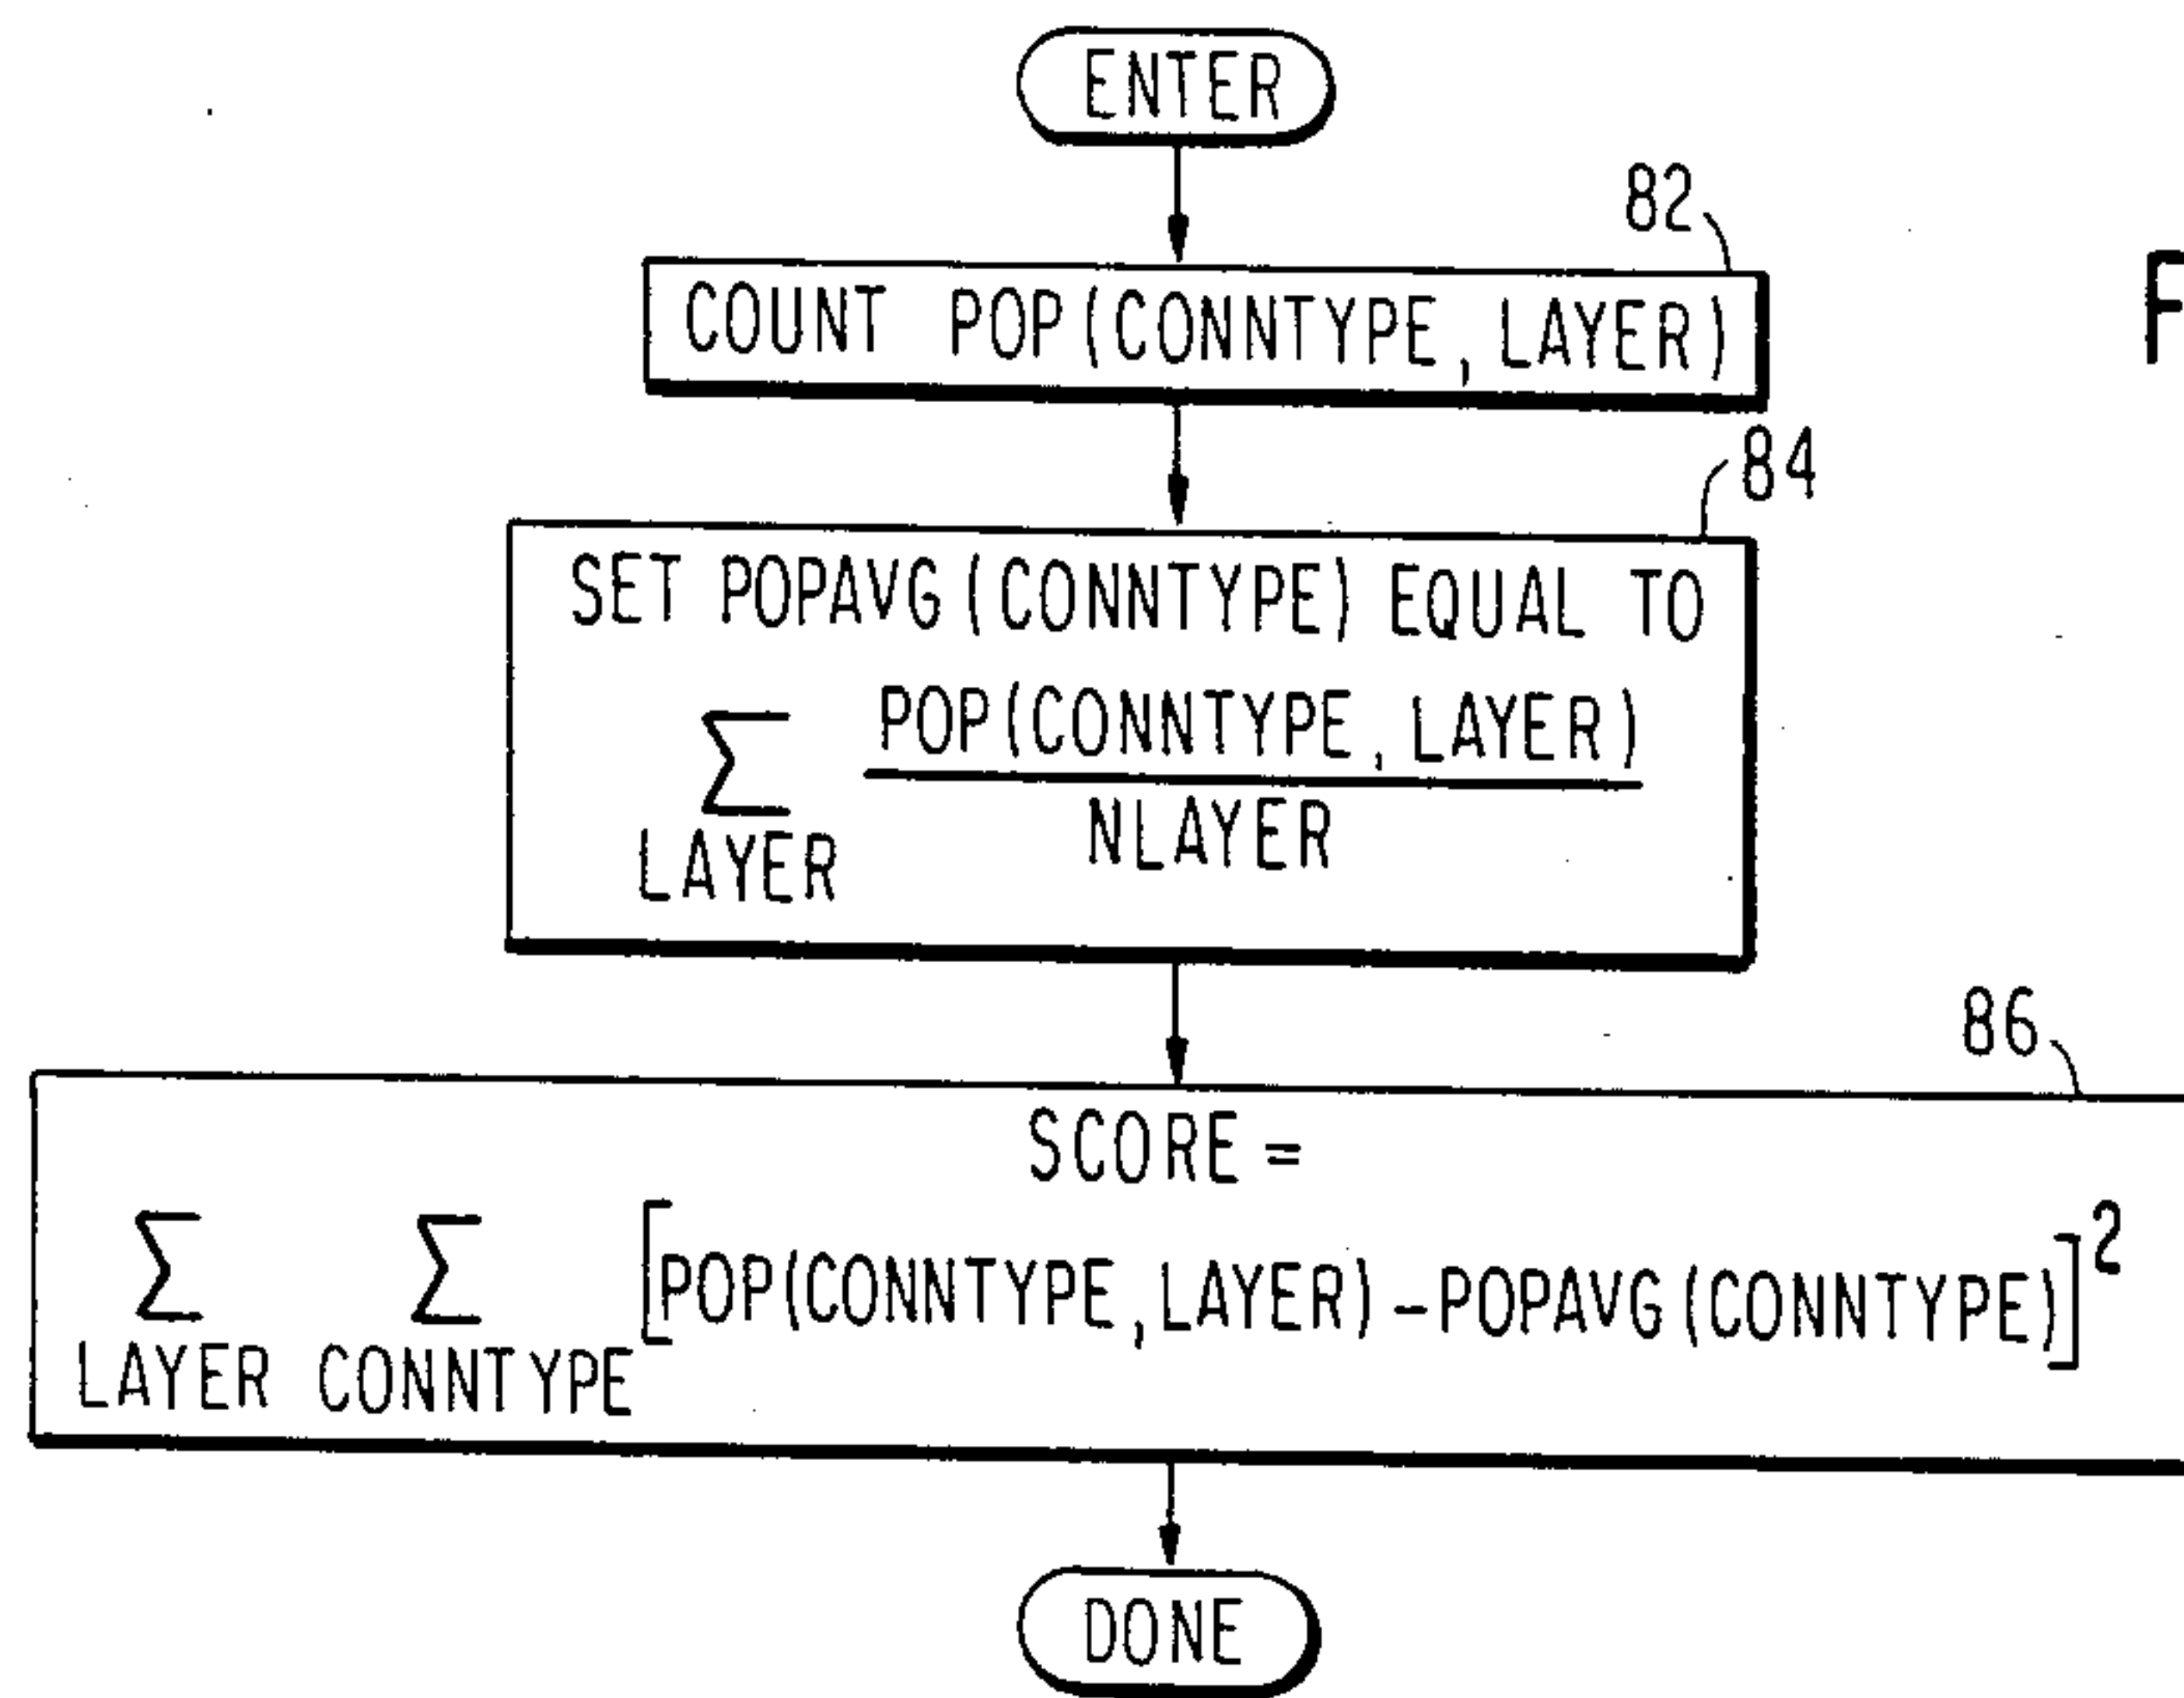 ENTER
82
COUNT POP(CONNTYPE, LAYER)
84
SET POPAVG(CONNTYPE) EQUAL TO
∑ POP(CONNTYPE, LAYER)
NLAYER
LAYER
86
SCORE =
∑ ∑ [POP(CONNTYPE, LAYER) - POPAVG(CONNTYPE)]²
LAYER CONNTYPE
DONE